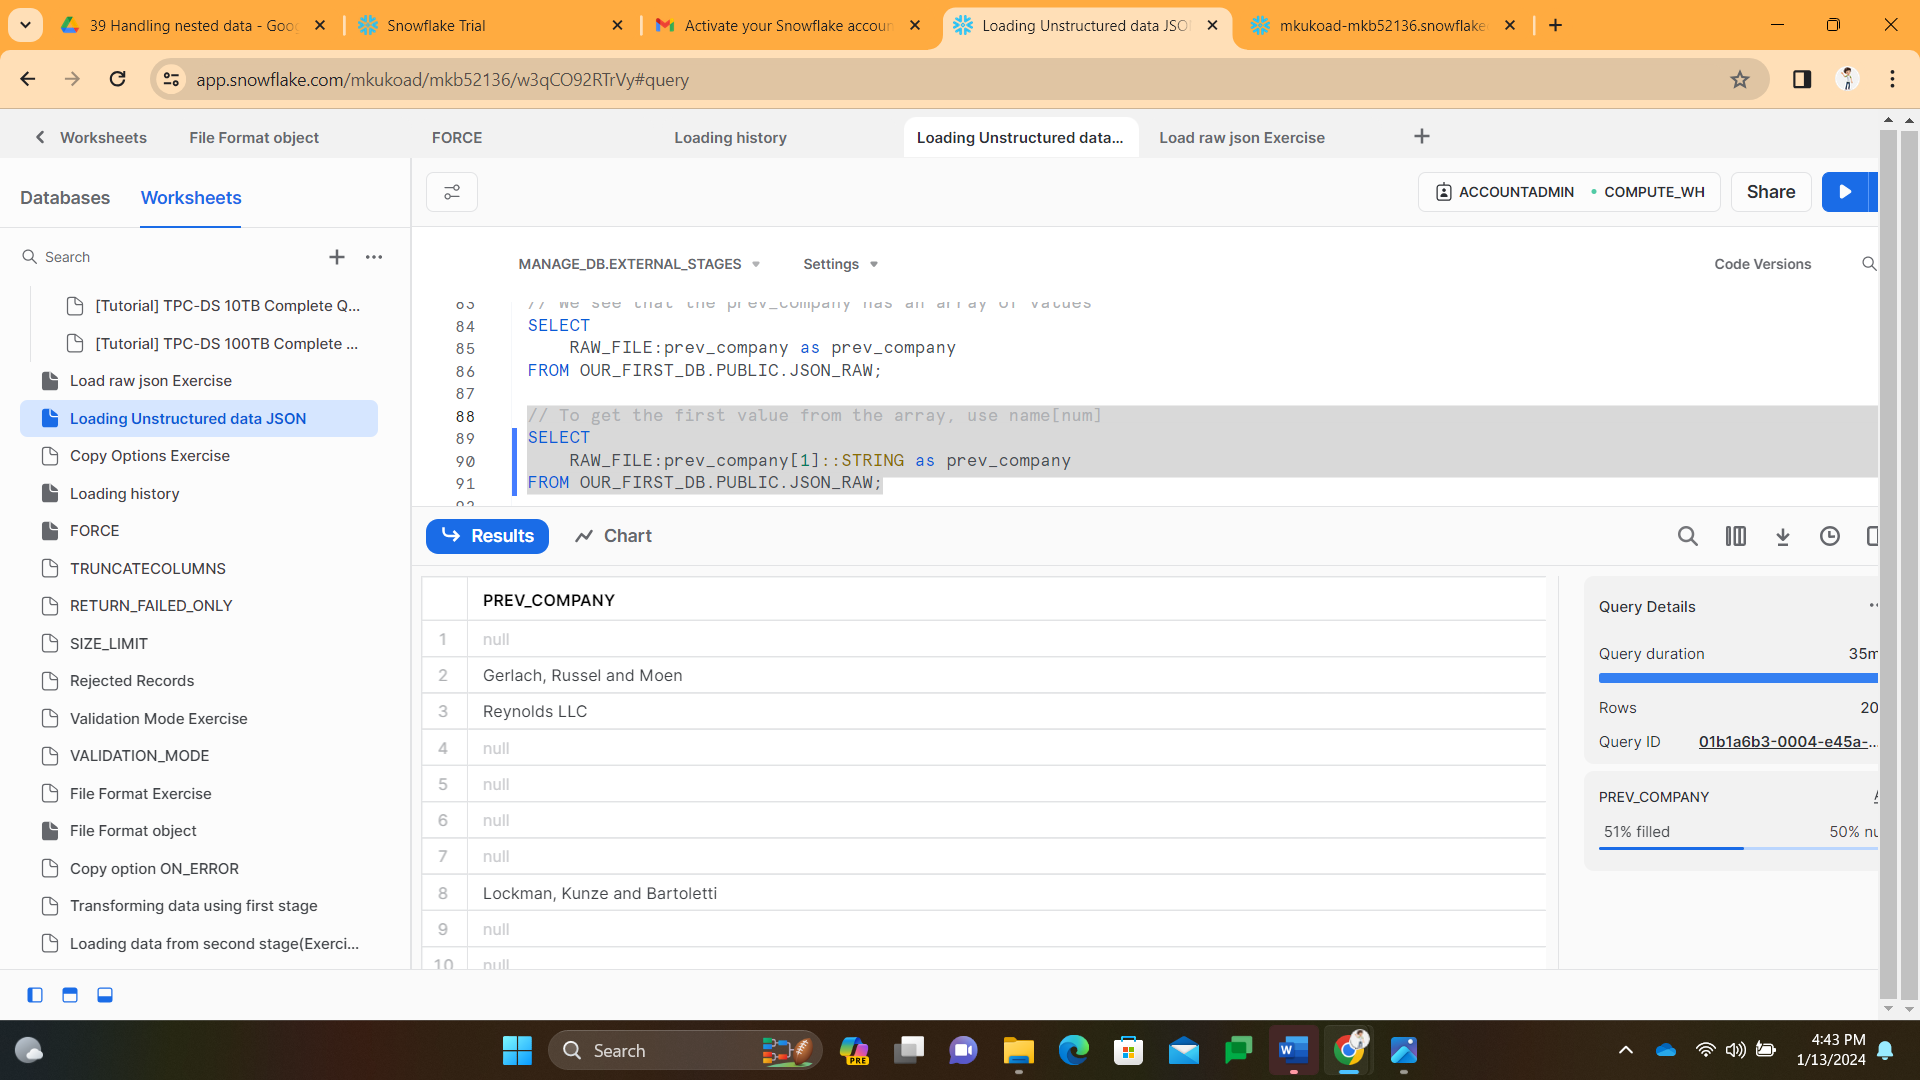 39 Handling nested data - Goo
Snowflake Trial
Activate your Snowflake accoun
Loading Unstructured data JSO
mkukoad-mkb52136.snowflake
app.snowflake.com/mkukoad/mkb52136/w3qCO92RTrVy#query
Worksheets
File Format object
FORCE
Loading history
Loading Unstructured data...
Load raw json Exercise
Databases
Worksheets
ACCOUNTADMIN
COMPUTE_WH
Share
Search
MANAGE_DB.EXTERNAL_STAGES
Settings
Code Versions
[Tutorial] TPC-DS 10TB Complete Q...
[Tutorial] TPC-DS 100TB Complete ...
Load raw json Exercise
Loading Unstructured data JSON
Copy Options Exercise
Loading history
FORCE
TRUNCATECOLUMNS
RETURN_FAILED_ONLY
SIZE_LIMIT
Rejected Records
Validation Mode Exercise
VALIDATION_MODE
File Format Exercise
File Format object
Copy option ON_ERROR
Transforming data using first stage
Loading data from second stage(Exerci...
83 // We see that the prev_company has an array of values
84 SELECT
85 RAW_FILE:prev_company as prev_company
86 FROM OUR_FIRST_DB.PUBLIC.JSON_RAW;
87
88 // To get the first value from the array, use name[num]
89 SELECT
90 RAW_FILE:prev_company[1]::STRING as prev_company
91 FROM OUR_FIRST_DB.PUBLIC.JSON_RAW;
92
Results
Chart
PREV_COMPANY
1 null
2 Gerlach, Russel and Moen
3 Reynolds LLC
4 null
5 null
6 null
7 null
8 Lockman, Kunze and Bartoletti
9 null
10 null
Query Details
...
Query duration 35m
Rows 20
Query ID 01b1a6b3-0004-e45a-...
PREV_COMPANY
51% filled
50% nu
Search
PRE
4:43 PM
1/13/2024